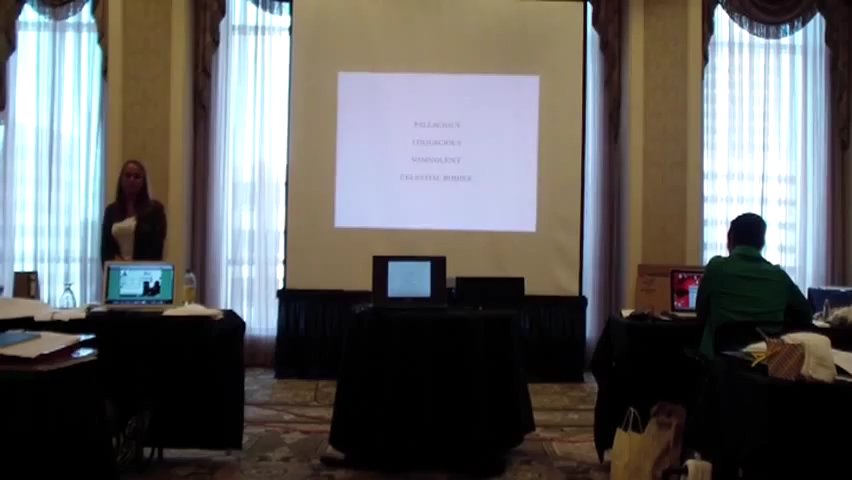 FALLACIOUS
LOQUACIOUS
SOMNOLENT
CELESTIAL BODIES